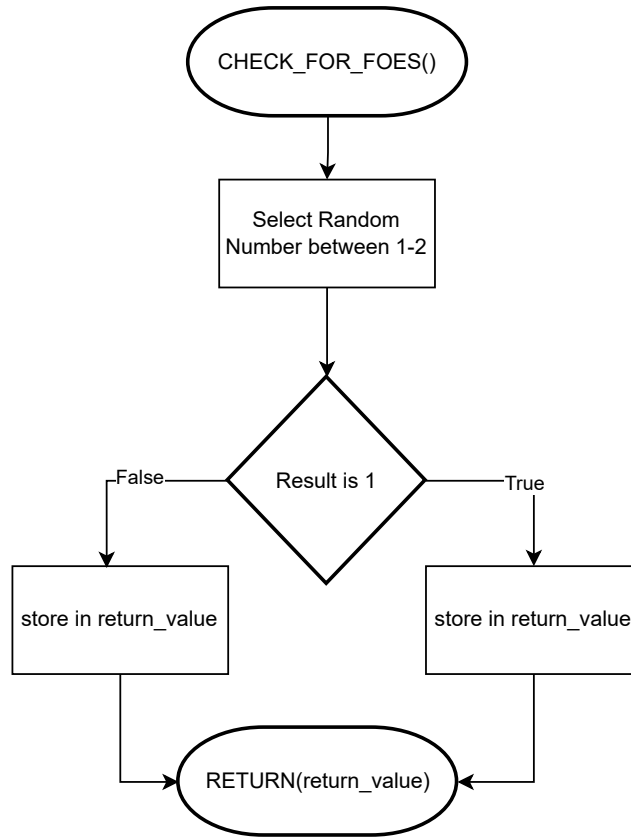 CHECK_FOR_FOES()
Select Random
Number between 1-2
Result is 1
False
True
store in return_value
store in return_value
RETURN(return_value)